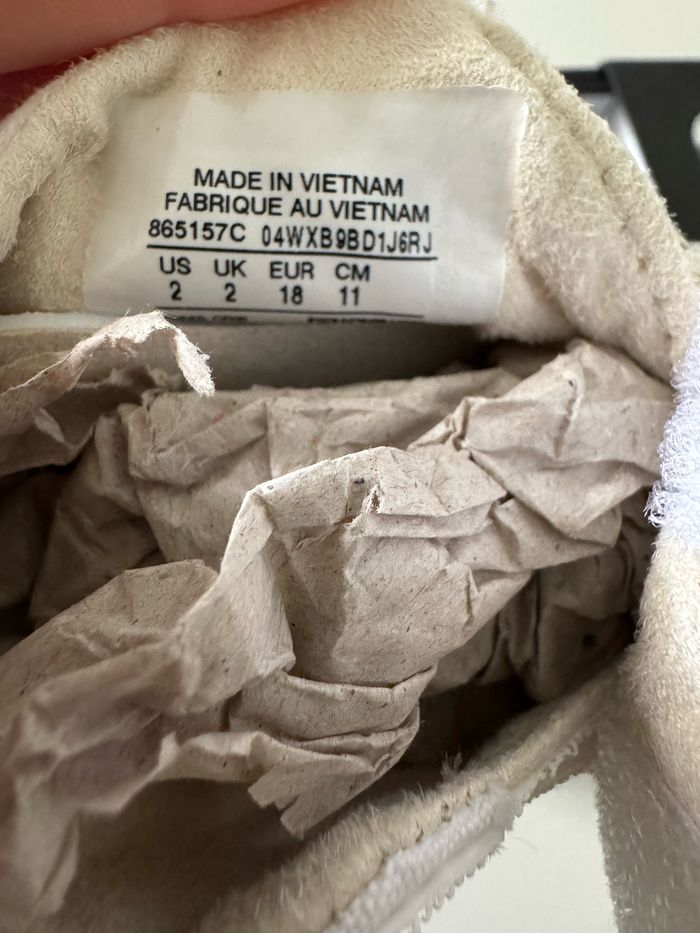 MADE IN VIETNAM
FABRIQUE AU VIETNAM
865157C 04WXB9BD1J6RJ
US UK EUR CM
2 2 18 11